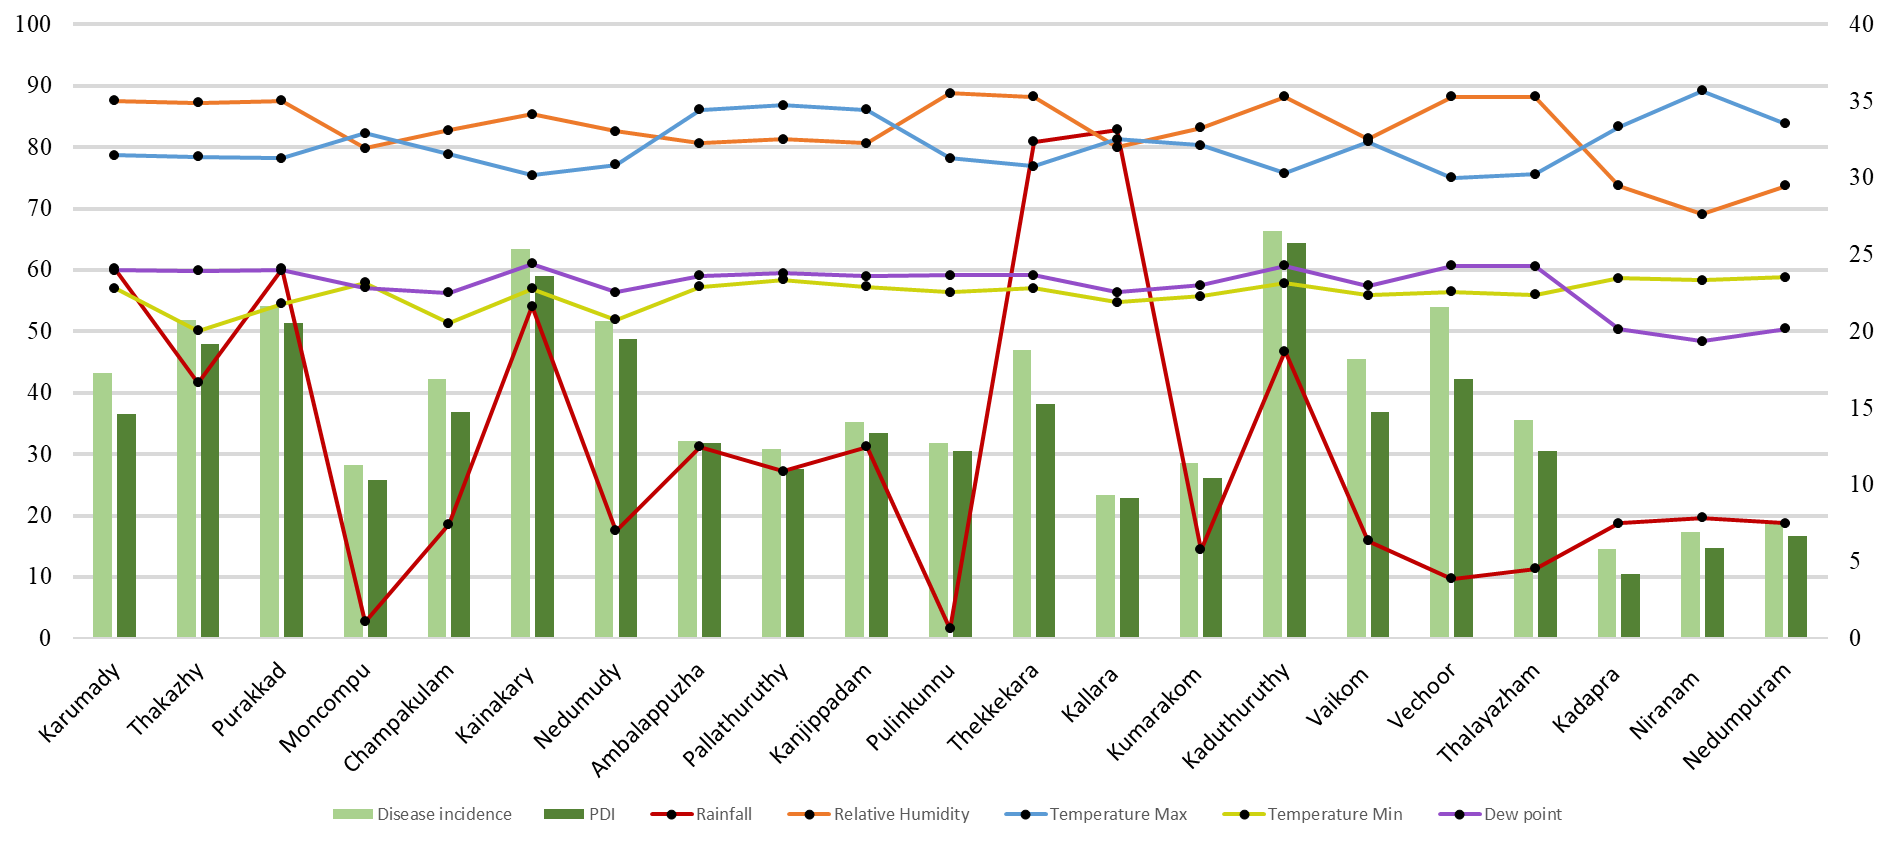 100
90
80
70
60
50
40
30
20
10
0
40
35
30
25
20
15
10
5
0
Karumady
Thakazhy
Purakkad
Moncompu
Champakulam
Kainakary
Nedumudy
Ambalappuzha
Pallathuruthy
Kanjippadam
Pulinkunnu
Thekkekara
Kallara
Kumarakom
Kaduthuruthy
Vaikom
Vechoor
Thalayazham
Kadapra
Niranam
Nedumpuram
Disease incidence PDI Rainfall Relative Humidity Temperature Max Temperature Min Dew point